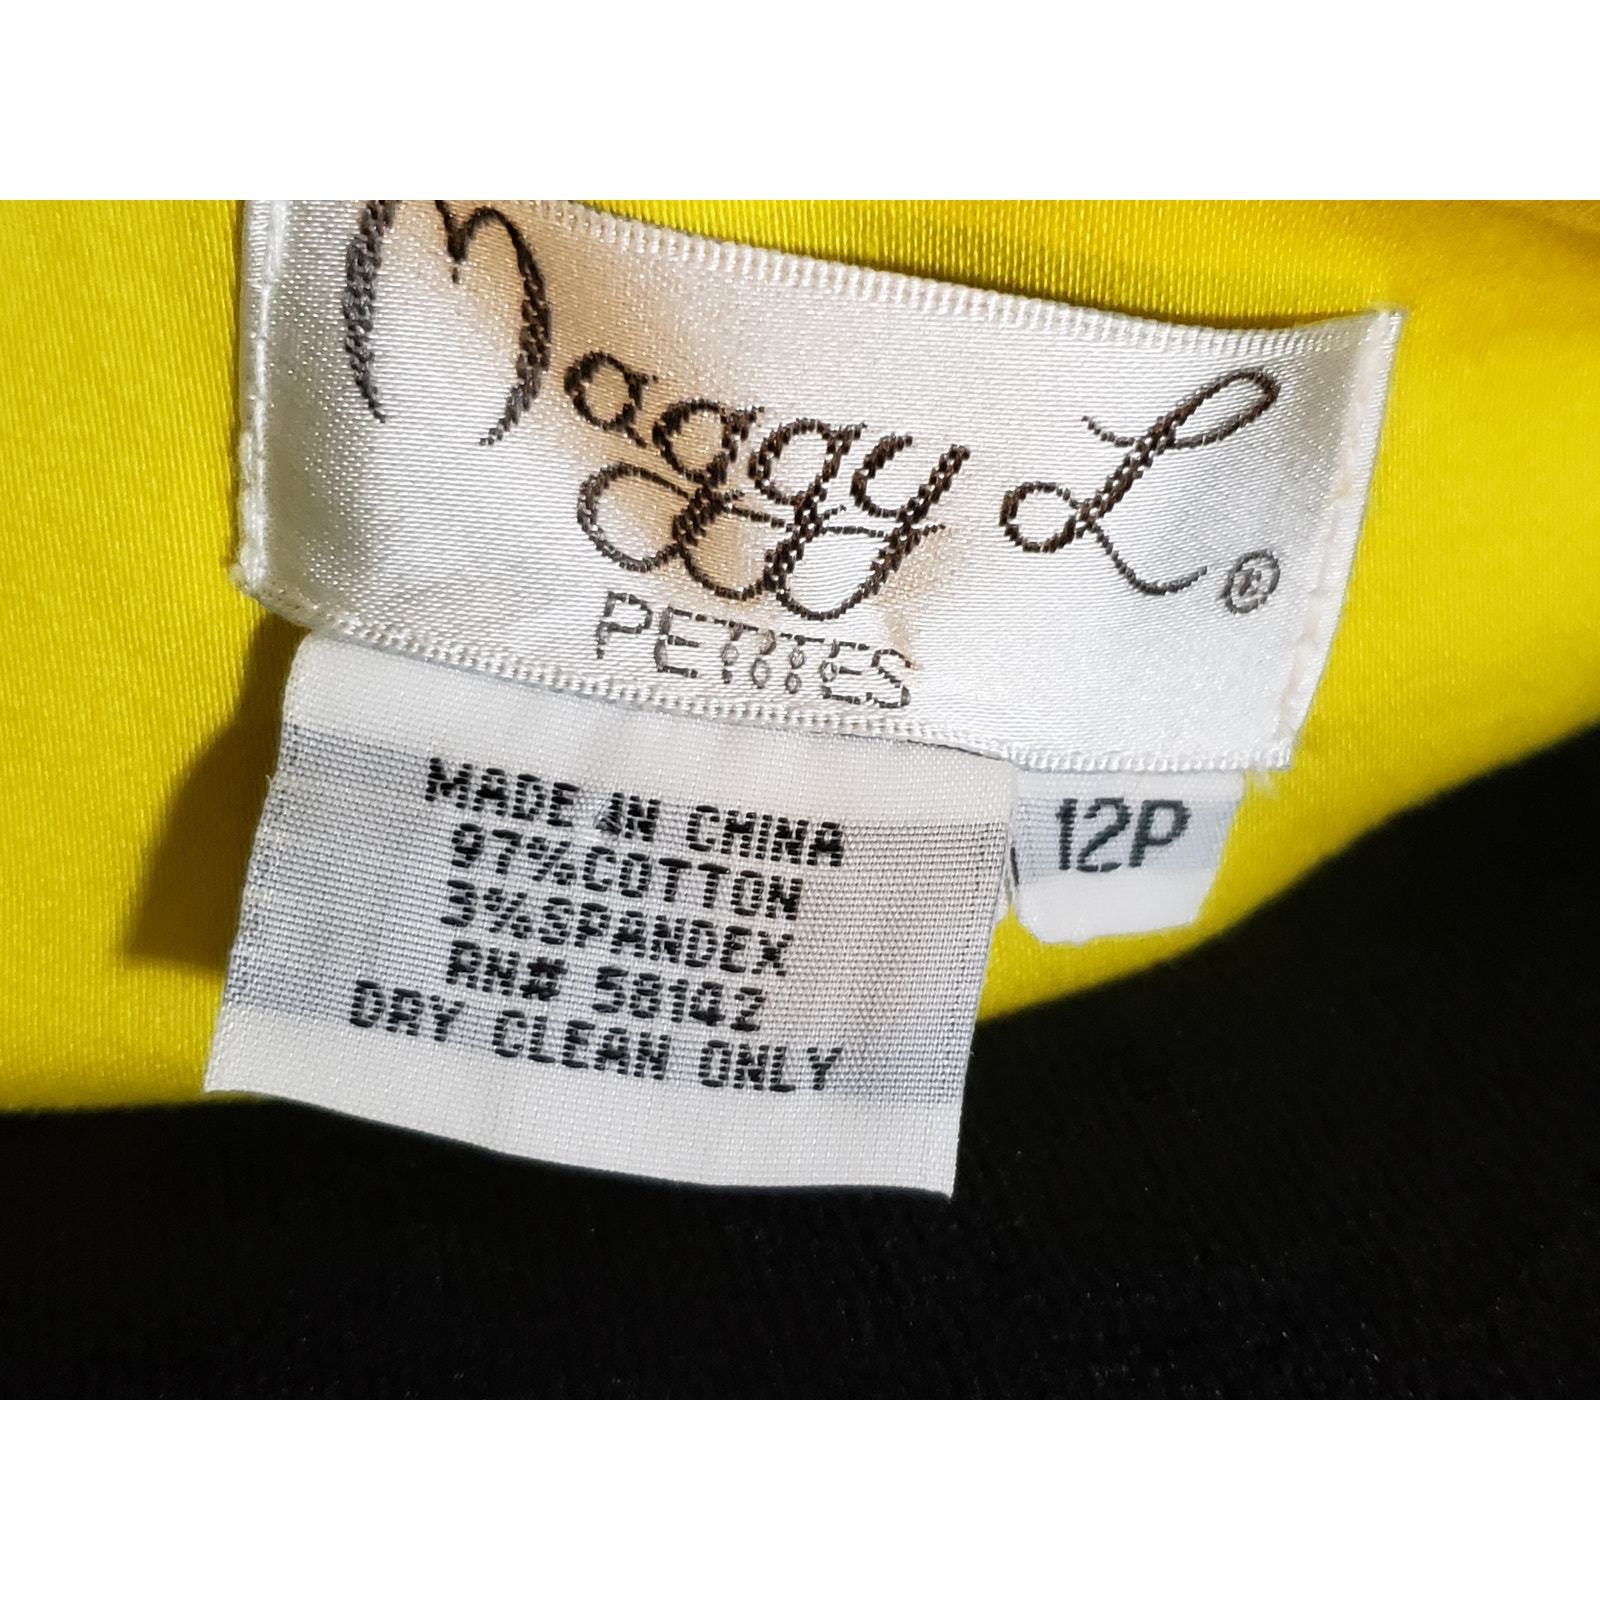 Maggy L ®
PETITES
12P
MADE IN CHINA
97%COTTON
3%SPANDEX
RN# 58142
DRY CLEAN ONLY